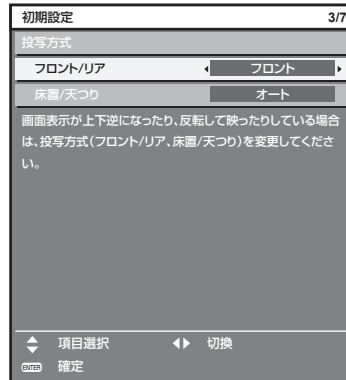 初期設定 3/7
投写方式
フロント/リア フロント
床置/天つり オート
画面表示が上下逆になったり、反転して映ったりしている場合
は、投写方式(フロント/リア、床置/天つり)を変更してくださ
い。
項目選択 切換
ENTER 確定